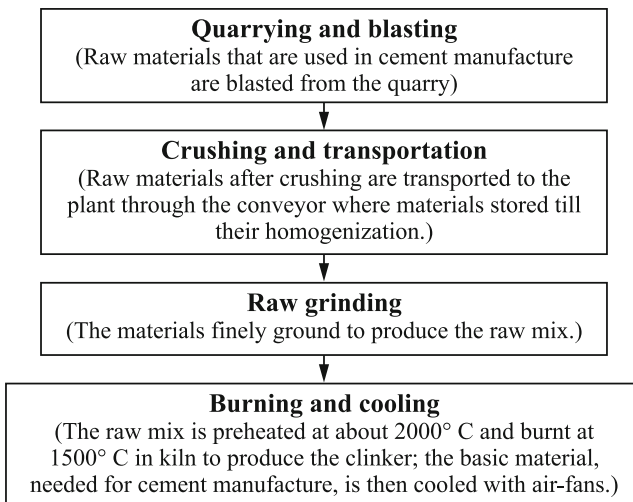 Quarrying and blasting
(Raw materials that are used in cement manufacture
are blasted from the quarry)
Crushing and transportation
(Raw materials after crushing are transported to the
plant through the conveyor where materials stored till
their homogenization.)
Raw grinding
(The materials finely ground to produce the raw mix.)
Burning and cooling
(The raw mix is preheated at about 2000° C and burnt at
1500° C in kiln to produce the clinker; the basic material,
needed for cement manufacture, is then cooled with air-fans.)